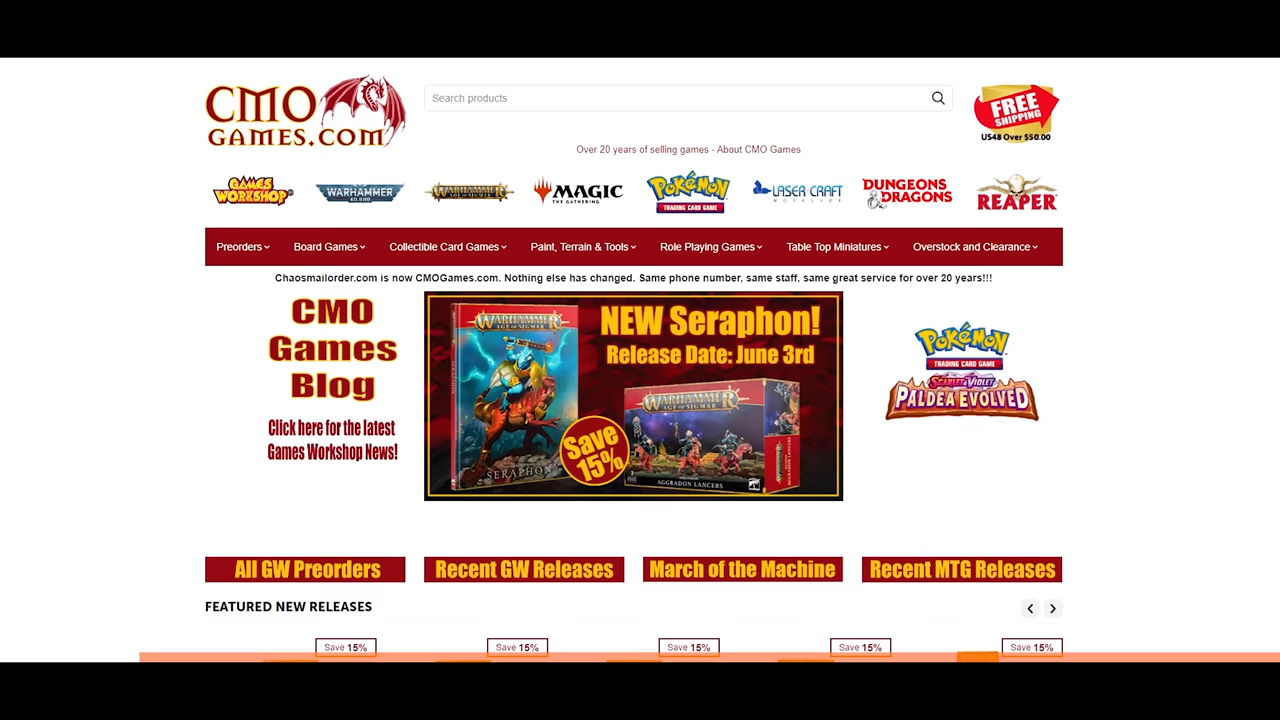 CMO
GAMES.COM
Search products
FREE
SHIPPING
US48 Over $50.00
Over 20 years of selling games - About CMO Games
GAMES
WORKSHOP
WARHAMMER
40,000
WARHAMMER
MAGIC
THE GATHERING
POKéMON
TRADING CARD GAME
LASER CRAFT
WORKSHOP
DUNGEONS
& DRAGONS
REAPER
Preorders Board Games Collectible Card Games Paint, Terrain & Tools Role Playing Games Table Top Miniatures Overstock and Clearance
Chaosmailorder.com is now CMOGames.com. Nothing else has changed. Same phone number, same staff, same great service for over 20 years!!!
CMO
Games
Blog
Click here for the latest
Games Workshop News!
WARHAMMER
AGE OF SIGMAR
SERAPHON
NEW Seraphon!
Release Date: June 3rd
Save
15%
WARHAMMER
AGE OF SIGMAR
AGGRADON LANCERS
WARHAMMER
AGGRADON LANCERS
POKéMON
TRADING CARD GAME
SCARLET & VIOLET
PALDEA EVOLVED
All GW Preorders
Recent GW Releases
March of the Machine
Recent MTG Releases
FEATURED NEW RELEASES
Save 15% Save 15% Save 15% Save 15% Save 15%